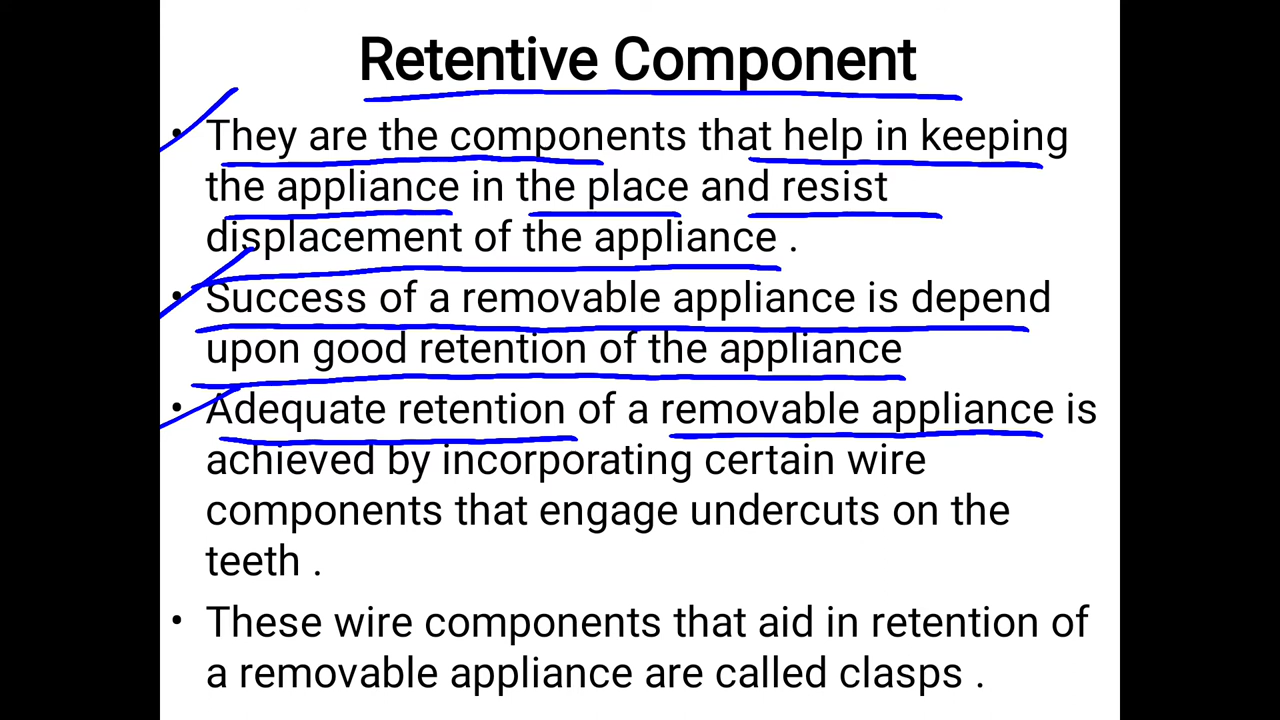 Retentive Component
• They are the components that help in keeping
the appliance in the place and resist
displacement of the appliance .
• Success of a removable appliance is depend
upon good retention of the appliance
• Adequate retention of a removable appliance is
achieved by incorporating certain wire
components that engage undercuts on the
teeth .
• These wire components that aid in retention of
a removable appliance are called clasps .